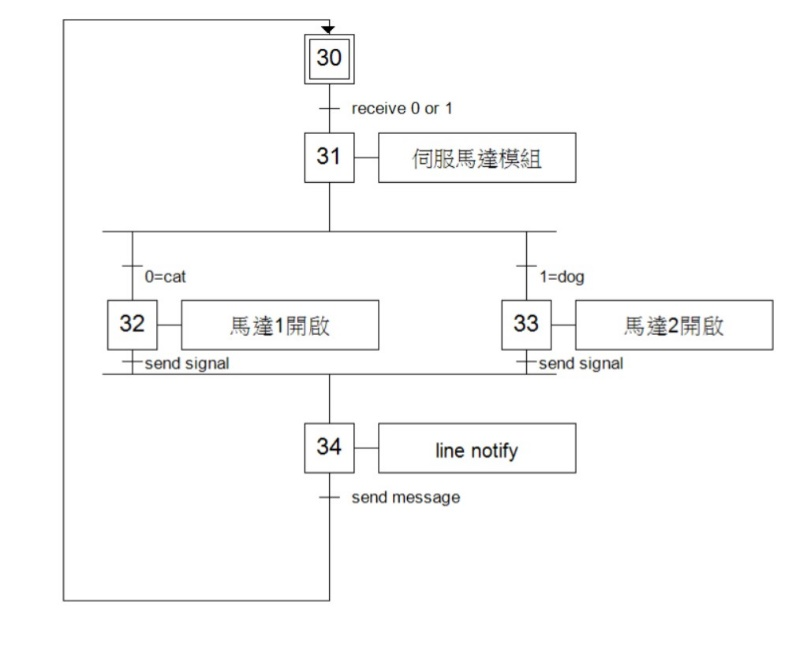 30
receive 0 or 1
31
伺服馬達模組
0=cat
1=dog
32
馬達1開啟
33
馬達2開啟
send signal
send signal
34
line notify
send message